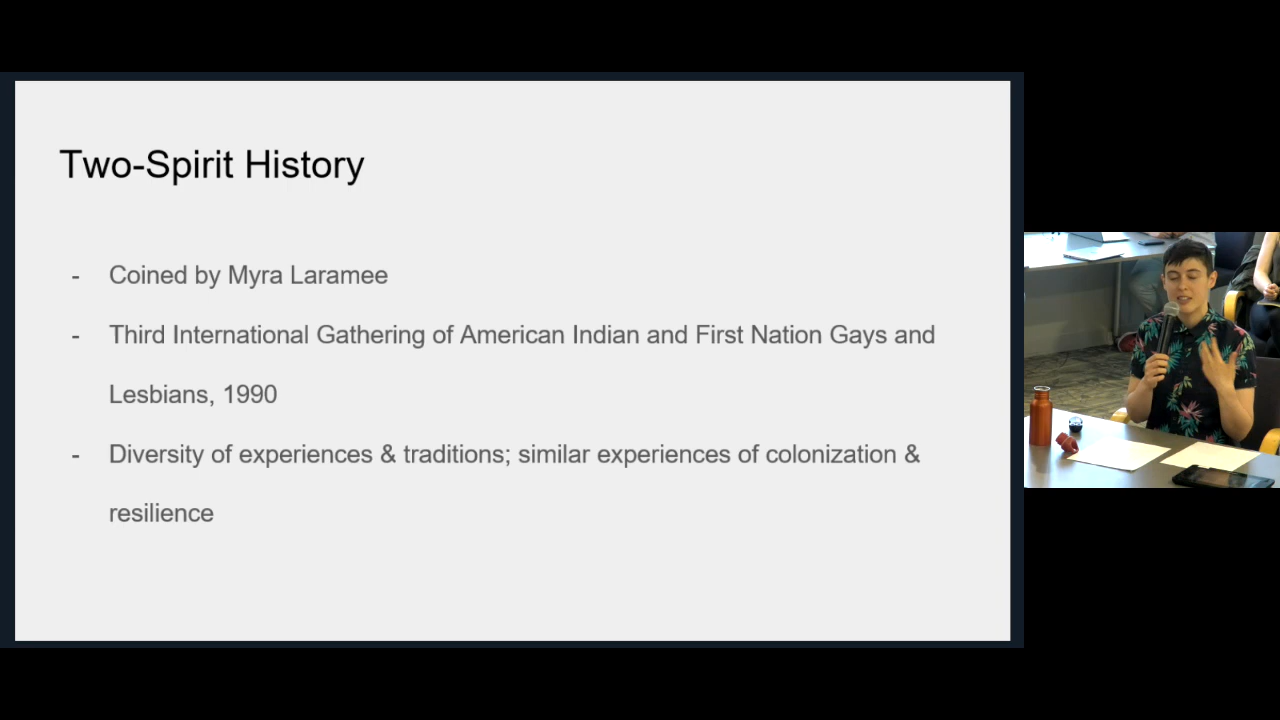 Two-Spirit History
- Coined by Myra Laramee
- Third International Gathering of American Indian and First Nation Gays and
Lesbians, 1990
- Diversity of experiences & traditions; similar experiences of colonization &
resilience